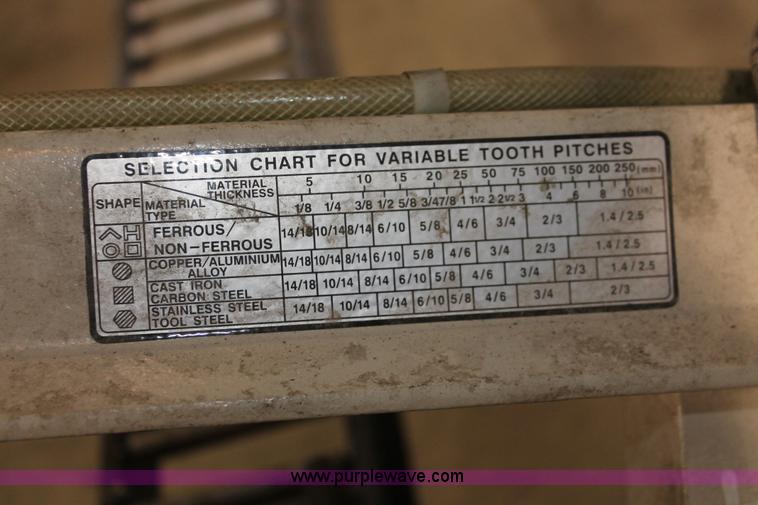 SELECTION CHART FOR VARIABLE TOOTH PITCHES
SHAPE MATERIAL THICKNESS 5 10 15 20 25 50 75 100 150 200 250 (mm)
MATERIAL TYPE 1/8 1/4 3/8 1/2 5/8 3/4 7/8 1 1 1/2 2 2 1/2 3 4 6 8 10 (in)
FERROUS/ NON-FERROUS 14/18 10/14 8/14 6/10 5/8 4/6 3/4 2/3 1.4/2.5
COPPER/ALUMINIUM ALLOY 14/18 10/14 8/14 6/10 5/8 4/6 3/4 2/3 1.4/2.5
CAST IRON CARBON STEEL 14/18 10/14 8/14 6/10 5/8 4/6 3/4 2/3 1.4/2.5
STAINLESS STEEL TOOL STEEL 14/18 10/14 8/14 6/10 5/8 4/6 3/4 2/3
www.purplewave.com